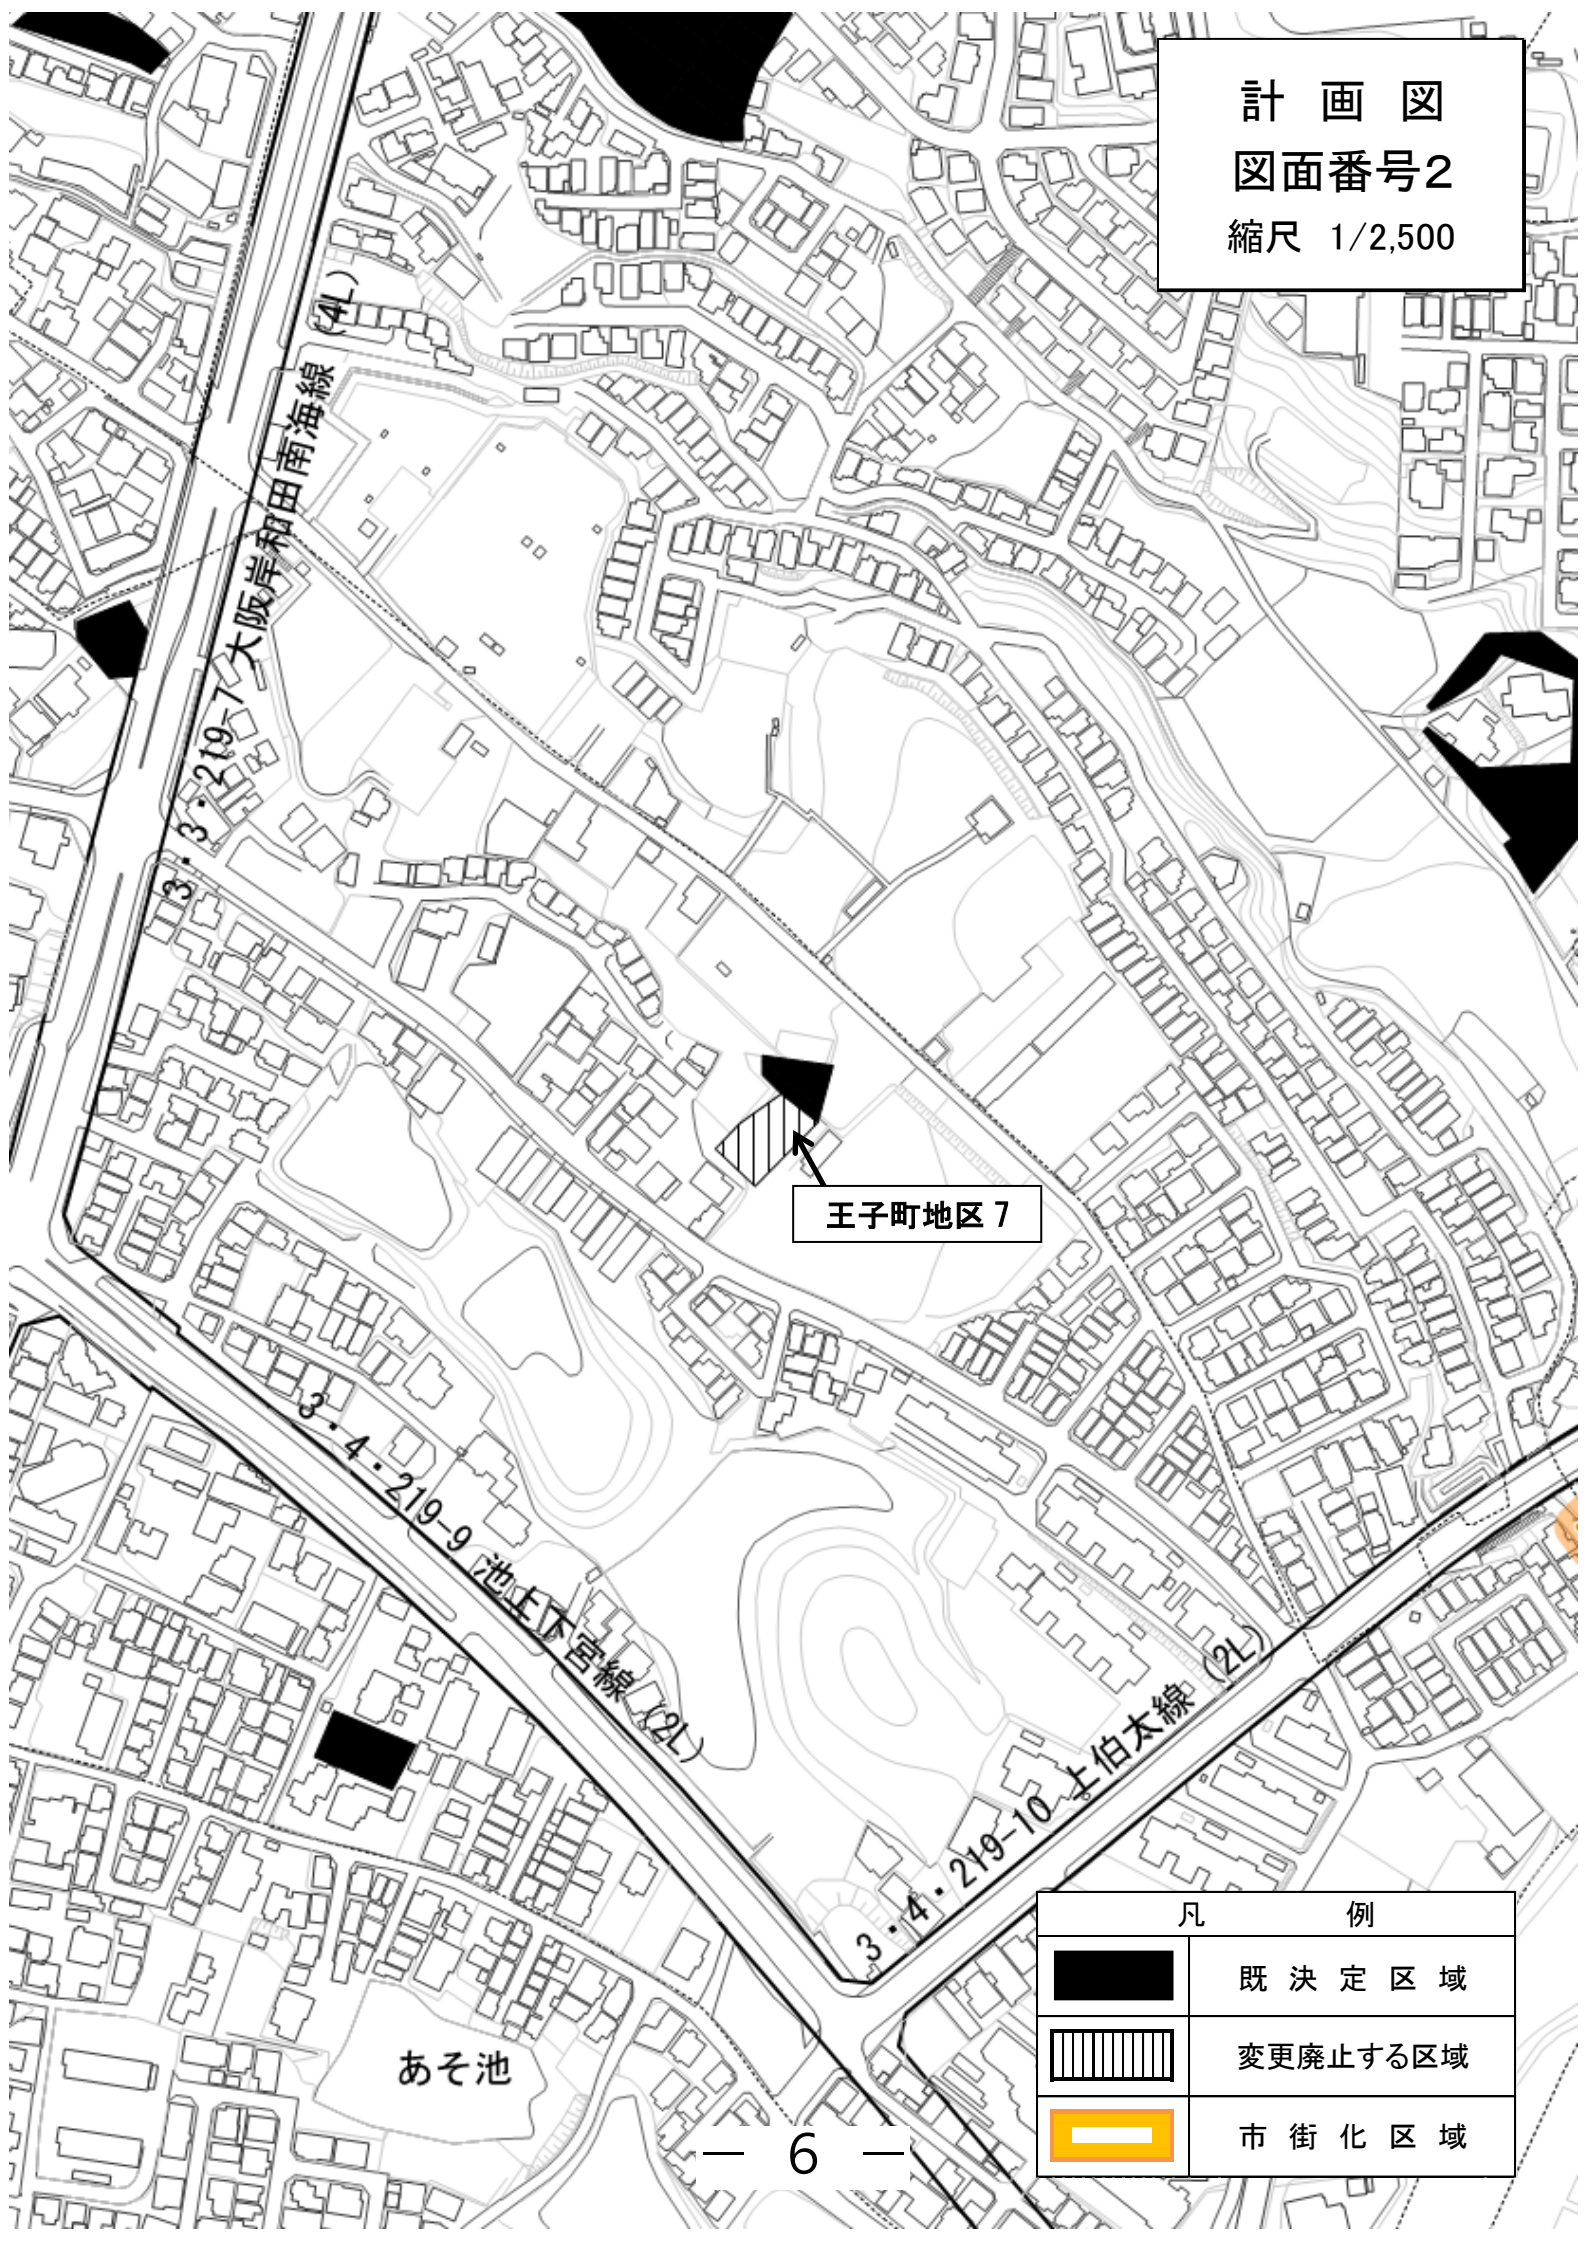 計画図
図面番号2
縮尺 1/2,500
3・3・219-7 大阪岸和田南海線 (4L)
王子町地区7
3・4・219-9 池上下宮線 (2L)
3・4・219-10 上伯太線 (2L)
あそ池
凡例
既決定区域
変更廃止する区域
市街化区域
― 6 ―